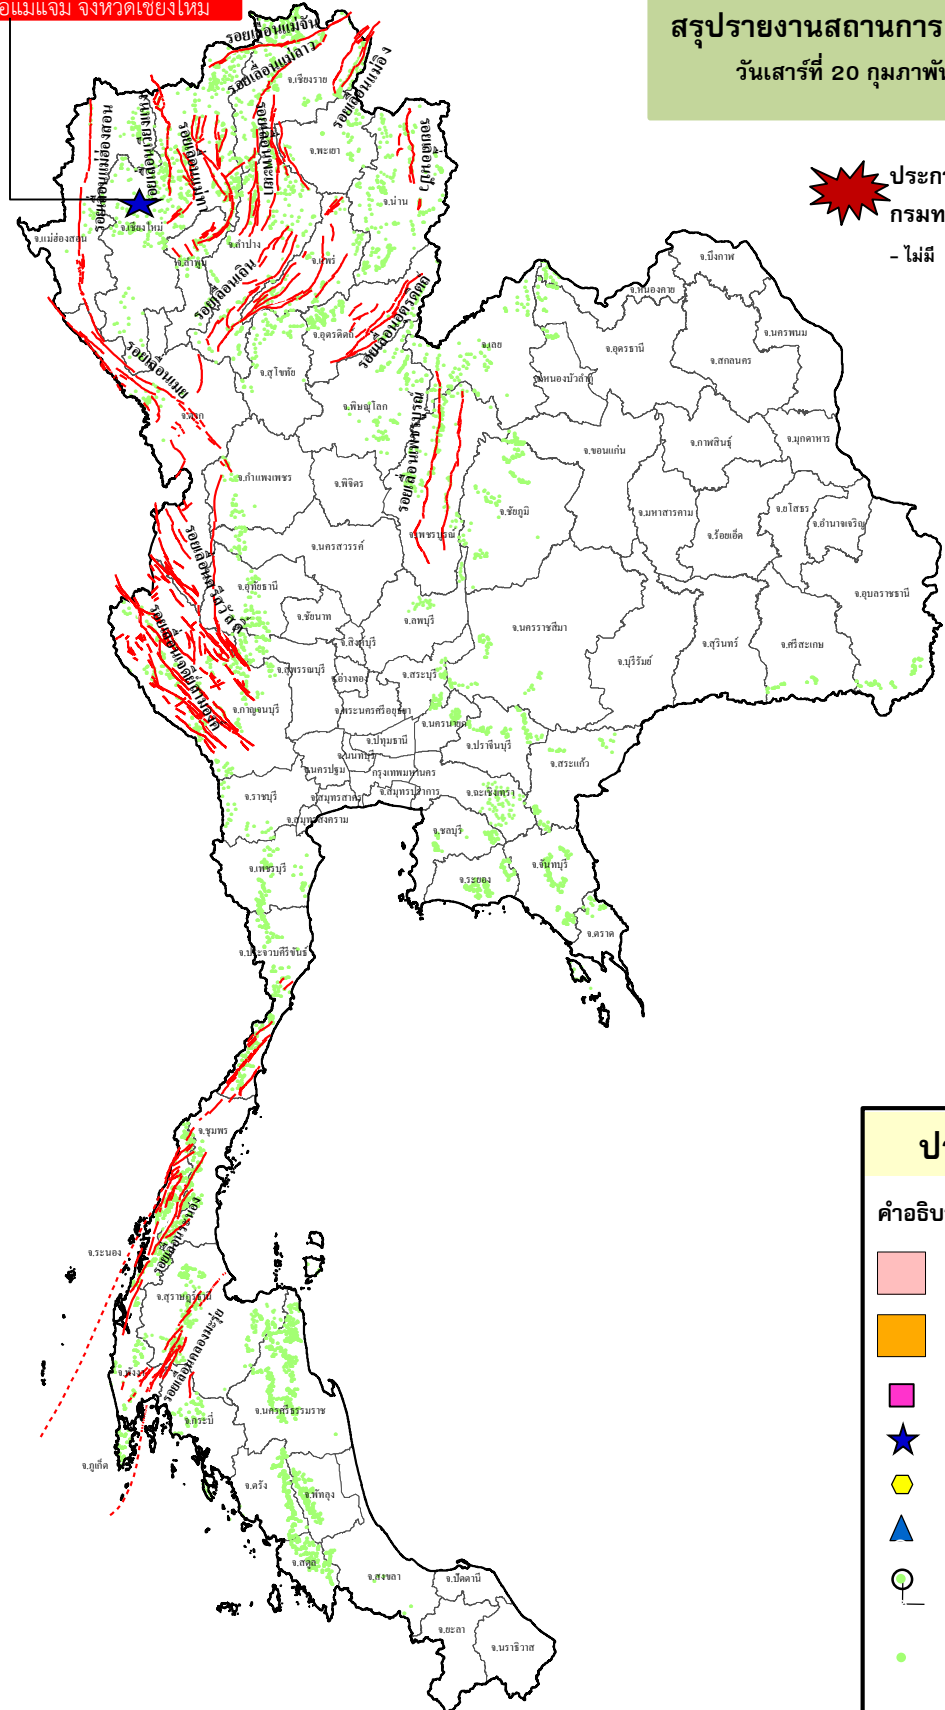 อแม่แจ่ม จังหวัดเชียงใหม่
สรุปรายงานสถานการ
วันเสาร์ที่ 20 กุมภาพัน
ประกา
กรมท
- ไม่มี
รอยเลื่อนแม่จัน
รอยเลื่อนแม่ลาว
รอยเลื่อนแม่อิง
รอยเลื่อนแม่ฮ่องสอน
รอยเลื่อนแม่ทา
รอยเลื่อนพะเยา
รอยเลื่อนปัว
รอยเลื่อนเถิน
รอยเลื่อนอุตรดิตถ์
รอยเลื่อนเมย
รอยเลื่อนเพชรบูรณ์
รอยเลื่อนศรีสวัสดิ์
รอยเลื่อนเจดีย์สามองค์
รอยเลื่อนระนอง
รอยเลื่อนคลองมะรุ่ย
จ.เชียงราย
จ.พะเยา
จ.น่าน
จ.เชียงใหม่
จ.แม่ฮ่องสอน
จ.ลำปาง
จ.ลำพูน
จ.แพร่
จ.อุตรดิตถ์
จ.สุโขทัย
จ.ตาก
จ.พิษณุโลก
จ.เลย
จ.หนองคาย
จ.บึงกาฬ
จ.อุดรธานี
จ.นครพนม
จ.สกลนคร
จ.หนองบัวลำภู
จ.กำแพงเพชร
จ.พิจิตร
จ.เพชรบูรณ์
จ.ชัยภูมิ
จ.ขอนแก่น
จ.กาฬสินธุ์
จ.มุกดาหาร
จ.มหาสารคาม
จ.ร้อยเอ็ด
จ.ยโสธร
จ.อำนาจเจริญ
จ.นครสวรรค์
จ.อุทัยธานี
จ.ชัยนาท
จ.ลพบุรี
จ.นครราชสีมา
จ.บุรีรัมย์
จ.สุรินทร์
จ.ศรีสะเกษ
จ.อุบลราชธานี
จ.สิงห์บุรี
จ.สุพรรณบุรี
จ.อ่างทอง
จ.สระบุรี
จ.กาญจนบุรี
จ.พระนครศรีอยุธยา
จ.นครนายก
จ.ปทุมธานี
จ.ปราจีนบุรี
จ.นนทบุรี
จ.สระแก้ว
จ.นครปฐม
กรุงเทพมหานคร
จ.ราชบุรี
จ.สมุทรสาคร
จ.สมุทรปราการ
จ.ฉะเชิงเทรา
จ.สมุทรสงคราม
จ.ชลบุรี
จ.เพชรบุรี
จ.ระยอง
จ.จันทบุรี
จ.ตราด
จ.ประจวบคีรีขันธ์
จ.ชุมพร
จ.ระนอง
จ.สุราษฎร์ธานี
จ.พังงา
จ.กระบี่
จ.นครศรีธรรมราช
จ.ภูเก็ต
จ.ตรัง
จ.พัทลุง
จ.สตูล
จ.สงขลา
จ.ปัตตานี
จ.ยะลา
จ.นราธิวาส
คำอธิบ